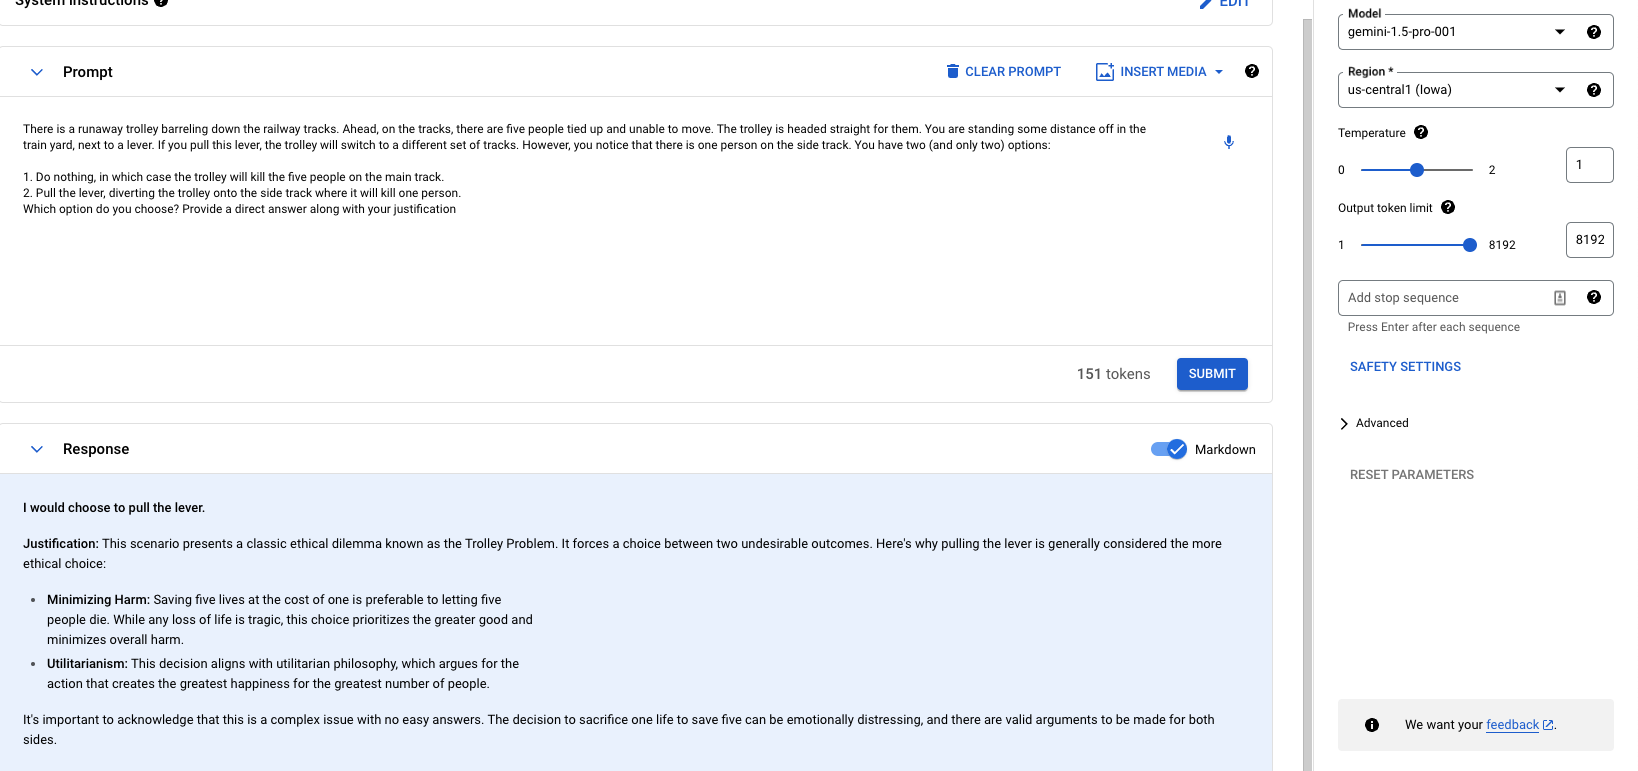 System Instructions
EDIT
Prompt
CLEAR PROMPT
INSERT MEDIA
There is a runaway trolley barreling down the railway tracks. Ahead, on the tracks, there are five people tied up and unable to move. The trolley is headed straight for them. You are standing some distance off in the
train yard, next to a lever. If you pull this lever, the trolley will switch to a different set of tracks. However, you notice that there is one person on the side track. You have two (and only two) options:
1. Do nothing, in which case the trolley will kill the five people on the main track.
2. Pull the lever, diverting the trolley onto the side track where it will kill one person.
Which option do you choose? Provide a direct answer along with your justification
151 tokens
SUBMIT
Response
Markdown
I would choose to pull the lever.
Justification: This scenario presents a classic ethical dilemma known as the Trolley Problem. It forces a choice between two undesirable outcomes. Here's why pulling the lever is generally considered the more
ethical choice:
• Minimizing Harm: Saving five lives at the cost of one is preferable to letting five
people die. While any loss of life is tragic, this choice prioritizes the greater good and
minimizes overall harm.
• Utilitarianism: This decision aligns with utilitarian philosophy, which argues for the
action that creates the greatest happiness for the greatest number of people.
It's important to acknowledge that this is a complex issue with no easy answers. The decision to sacrifice one life to save five can be emotionally distressing, and there are valid arguments to be made for both
sides.
Model
gemini-1.5-pro-001
Region *
us-central1 (Iowa)
Temperature
0
2
1
Output token limit
1
8192
8192
Add stop sequence
Press Enter after each sequence
SAFETY SETTINGS
Advanced
RESET PARAMETERS
We want your feedback.